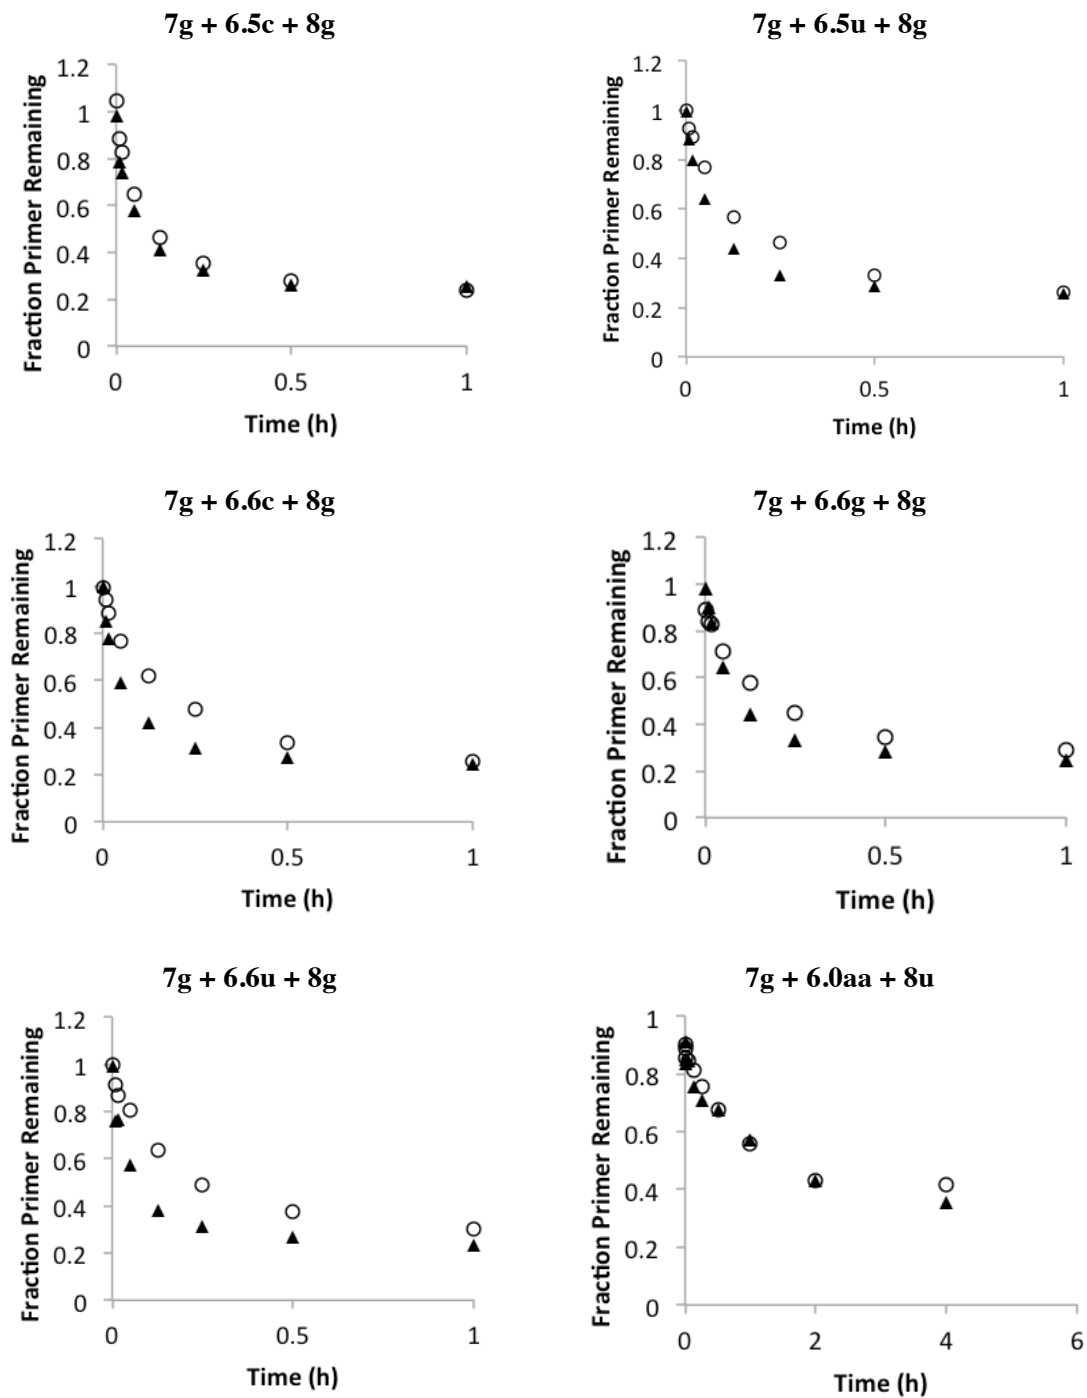 7g + 6.5c + 8g
Fraction Primer Remaining
1.2
1
0.8
0.6
0.4
0.2
0
0 0.5 1
Time (h)
7g + 6.5u + 8g
Fraction Primer Remaining
1.2
1
0.8
0.6
0.4
0.2
0
0 0.5 1
Time (h)
7g + 6.6c + 8g
Fraction Primer Remaining
1.2
1
0.8
0.6
0.4
0.2
0
0 0.5 1
Time (h)
7g + 6.6g + 8g
Fraction Primer Remaining
1.2
1
0.8
0.6
0.4
0.2
0
0 0.5 1
Time (h)
7g + 6.6u + 8g
Fraction Primer Remaining
1.2
1
0.8
0.6
0.4
0.2
0
0 0.5 1
Time (h)
7g + 6.0aa + 8u
Fraction Primer Remaining
1
0.8
0.6
0.4
0.2
0
0 2 4 6
Time (h)